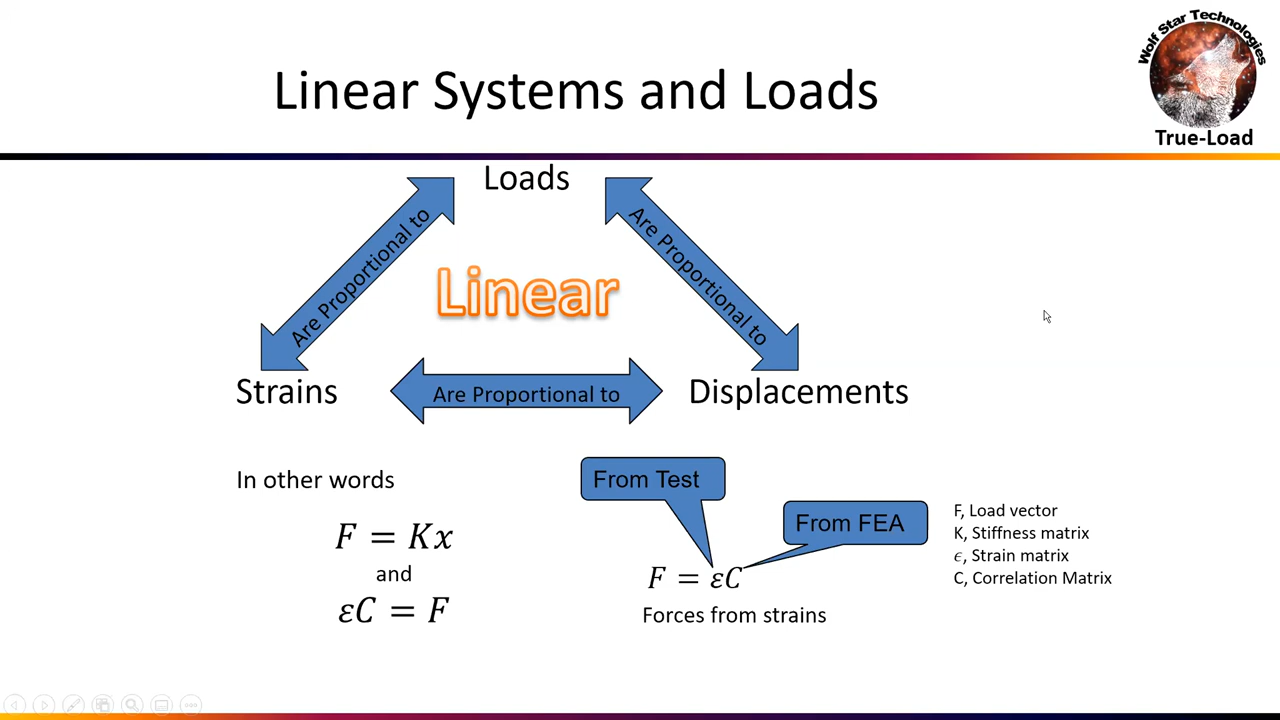 Linear Systems and Loads
Wolf Star Technologies
True-Load
Loads
Are Proportional to
Are Proportional to
Linear
Strains
Are Proportional to
Displacements
In other words
F = Kx
and
εC = F
From Test
From FEA
F = εC
Forces from strains
F, Load vector
K, Stiffness matrix
ϵ, Strain matrix
C, Correlation Matrix